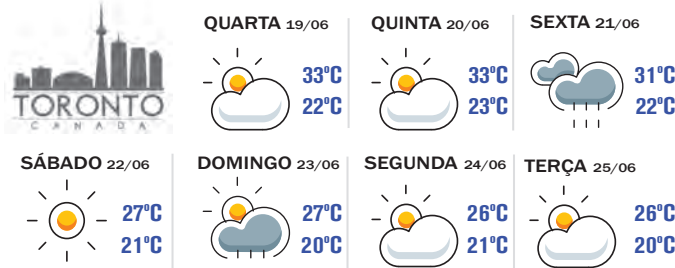 TORONTO
CANADA
QUARTA 19/06
33ºC
22ºC
QUINTA 20/06
33ºC
23ºC
SEXTA 21/06
31ºC
22ºC
SÁBADO 22/06
27ºC
21ºC
DOMINGO 23/06
27ºC
20ºC
SEGUNDA 24/06
26ºC
21ºC
TERÇA 25/06
26ºC
20ºC